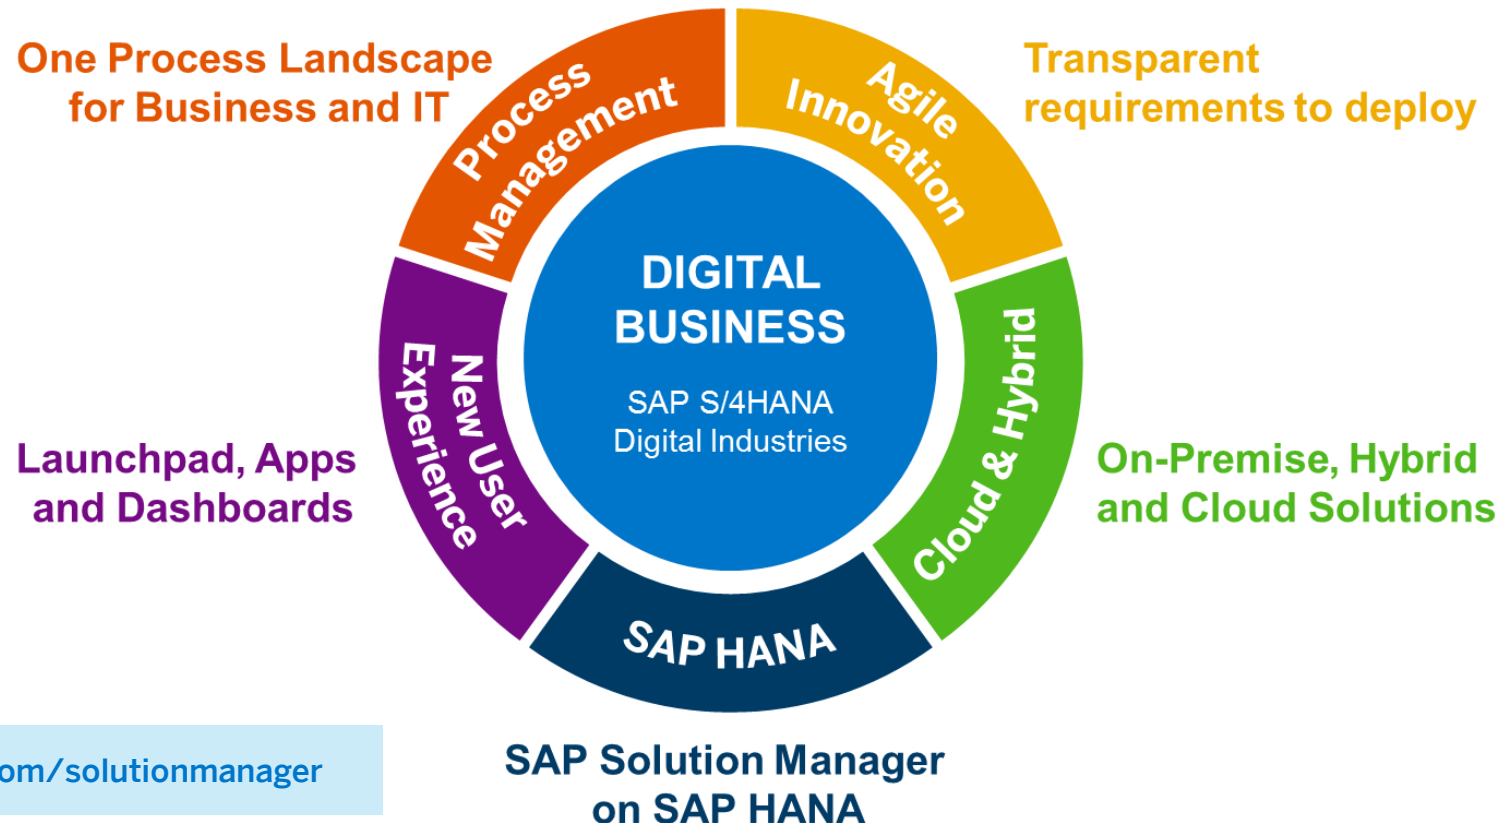 One Process Landscape
for Business and IT
Process
Management
Agile
Innovation
Transparent
requirements to deploy
DIGITAL
BUSINESS
SAP S/4HANA
Digital Industries
New User
Experience
Launchpad, Apps
and Dashboards
Cloud & Hybrid
On-Premise, Hybrid
and Cloud Solutions
SAP HANA
SAP Solution Manager
on SAP HANA
om/solutionmanager